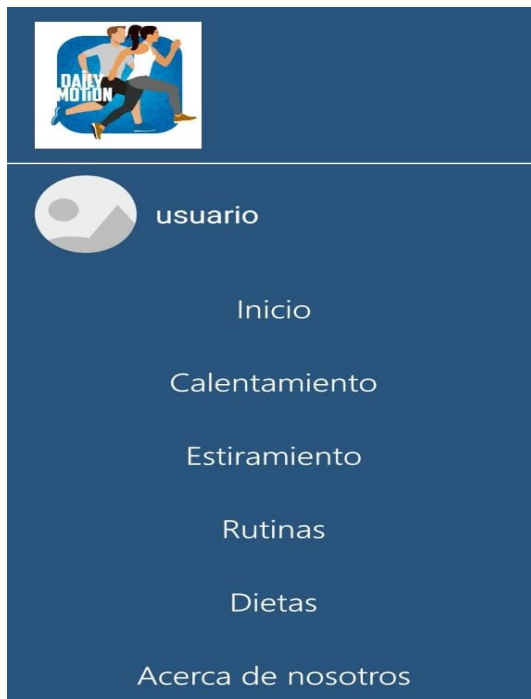 DAILY
MOTION
usuario
Inicio
Calentamiento
Estiramiento
Rutinas
Dietas
Acerca de nosotros